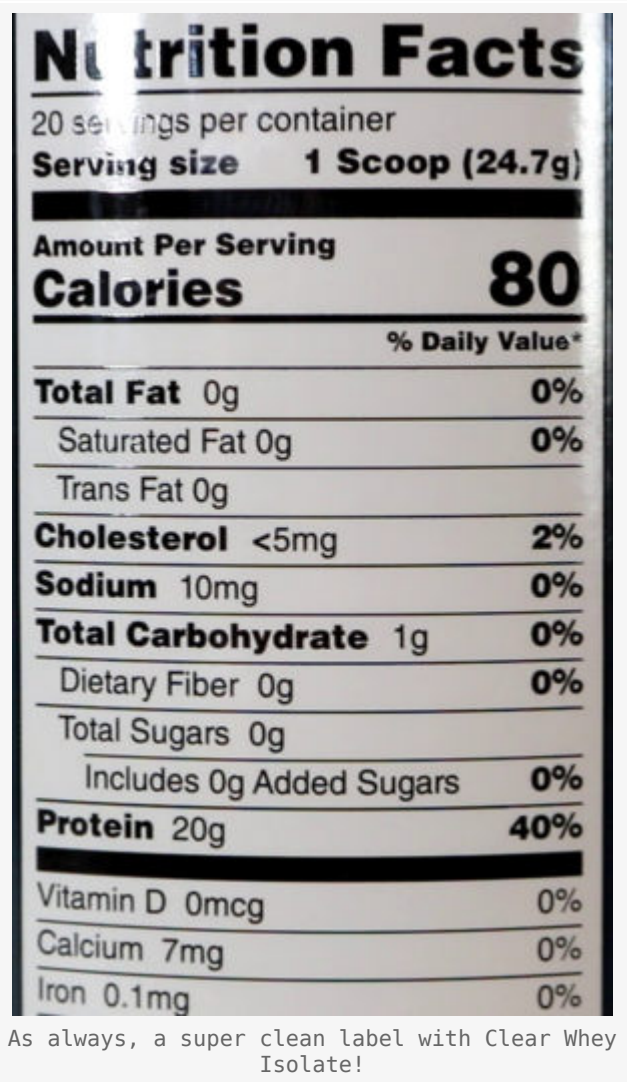 Nutrition Facts
20 servings per container
Serving size 1 Scoop (24.7g)
Amount Per Serving
Calories 80
% Daily Value*
Total Fat 0g 0%
Saturated Fat 0g 0%
Trans Fat 0g
Cholesterol <5mg 2%
Sodium 10mg 0%
Total Carbohydrate 1g 0%
Dietary Fiber 0g 0%
Total Sugars 0g
Includes 0g Added Sugars 0%
Protein 20g 40%
Vitamin D 0mcg 0%
Calcium 7mg 0%
Iron 0.1mg 0%
As always, a super clean label with Clear Whey
Isolate!